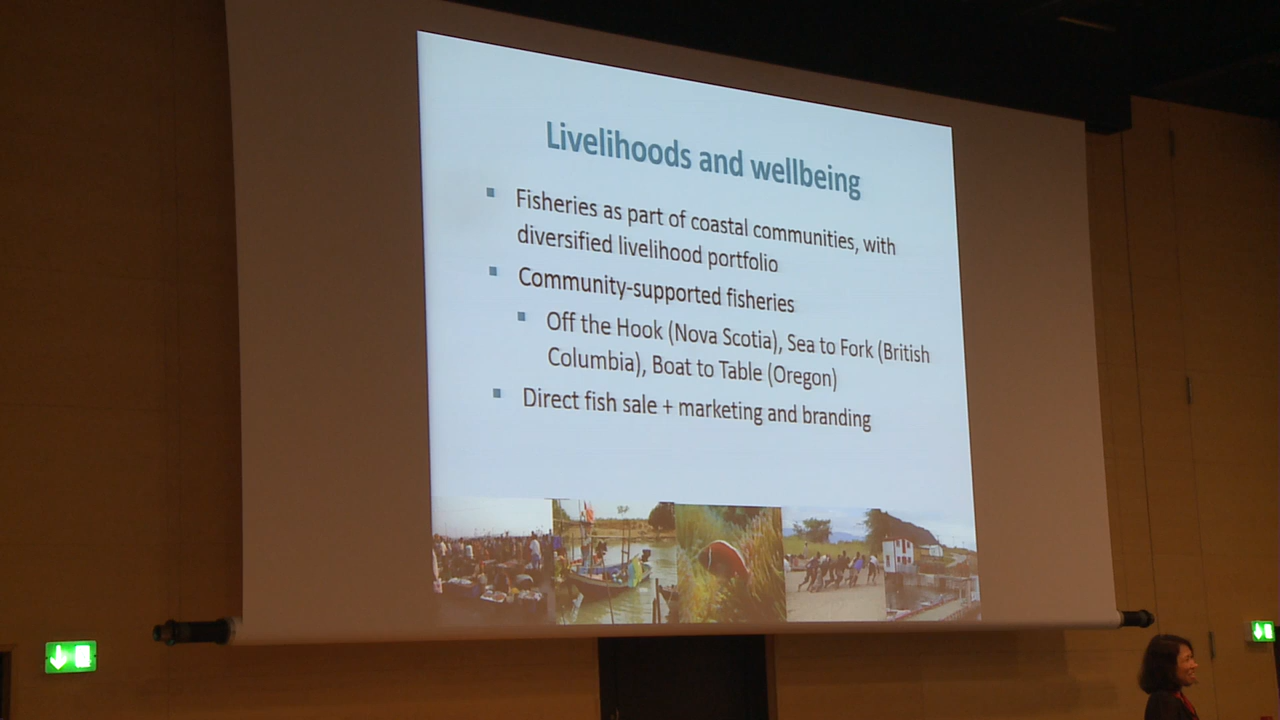 Livelihoods and wellbeing
Fisheries as part of coastal communities, with
diversified livelihood portfolio
Community-supported fisheries
Off the Hook (Nova Scotia), Sea to Fork (British
Columbia), Boat to Table (Oregon)
Direct fish sale + marketing and branding